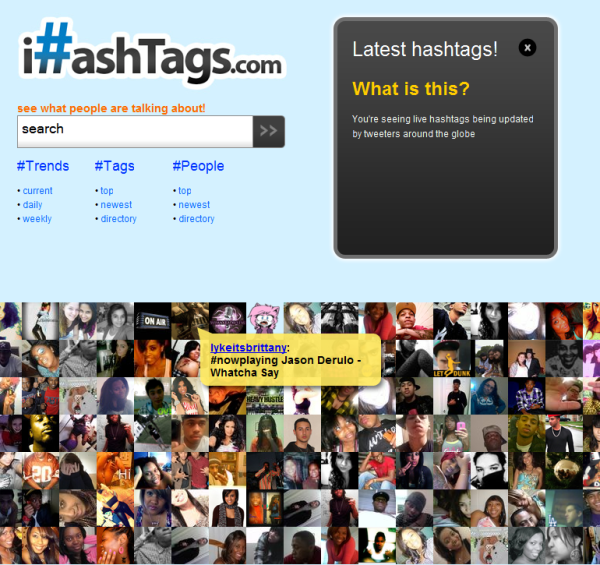 i#ashTags.com
see what people are talking about!
search
#Trends #Tags #People
• current • top • top
• daily • newest • newest
• weekly • directory • directory
Latest hashtags! x
What is this?
You're seeing live hashtags being updated
by tweeters around the globe
ON AIR
lykeitsbrittany:
#nowplaying Jason Derulo -
Whatcha Say
HEAVY HUSTLE